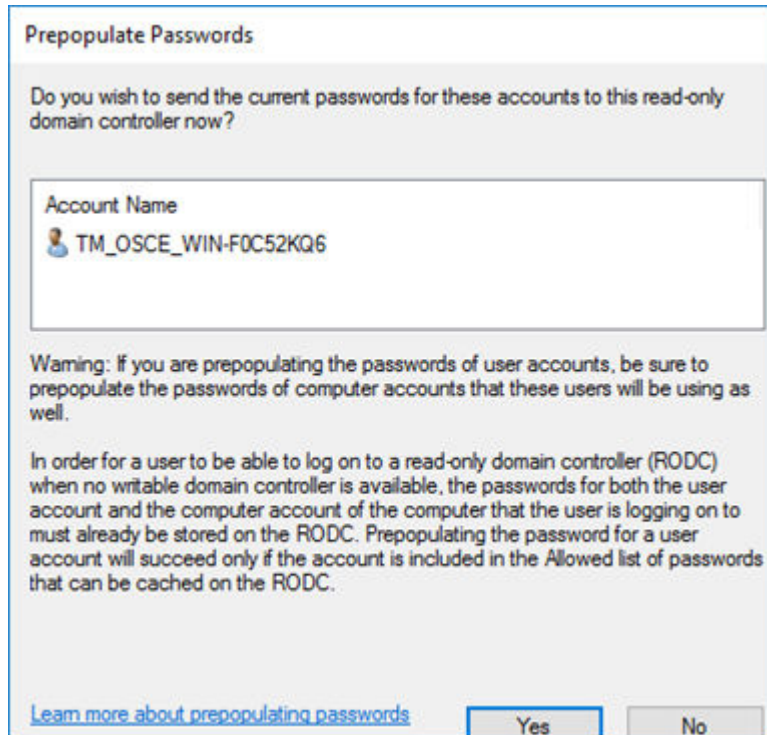 Prepopulate Passwords
Do you wish to send the current passwords for these accounts to this read-only
domain controller now?
Account Name
TM_OSCE_WIN-F0C52KQ6
Warning: If you are prepopulating the passwords of user accounts, be sure to
prepopulate the passwords of computer accounts that these users will be using as
well.
In order for a user to be able to log on to a read-only domain controller (RODC)
when no writable domain controller is available, the passwords for both the user
account and the computer account of the computer that the user is logging on to
must already be stored on the RODC. Prepopulating the password for a user
account will succeed only if the account is included in the Allowed list of passwords
that can be cached on the RODC.
Learn more about prepopulating passwords
Yes
No